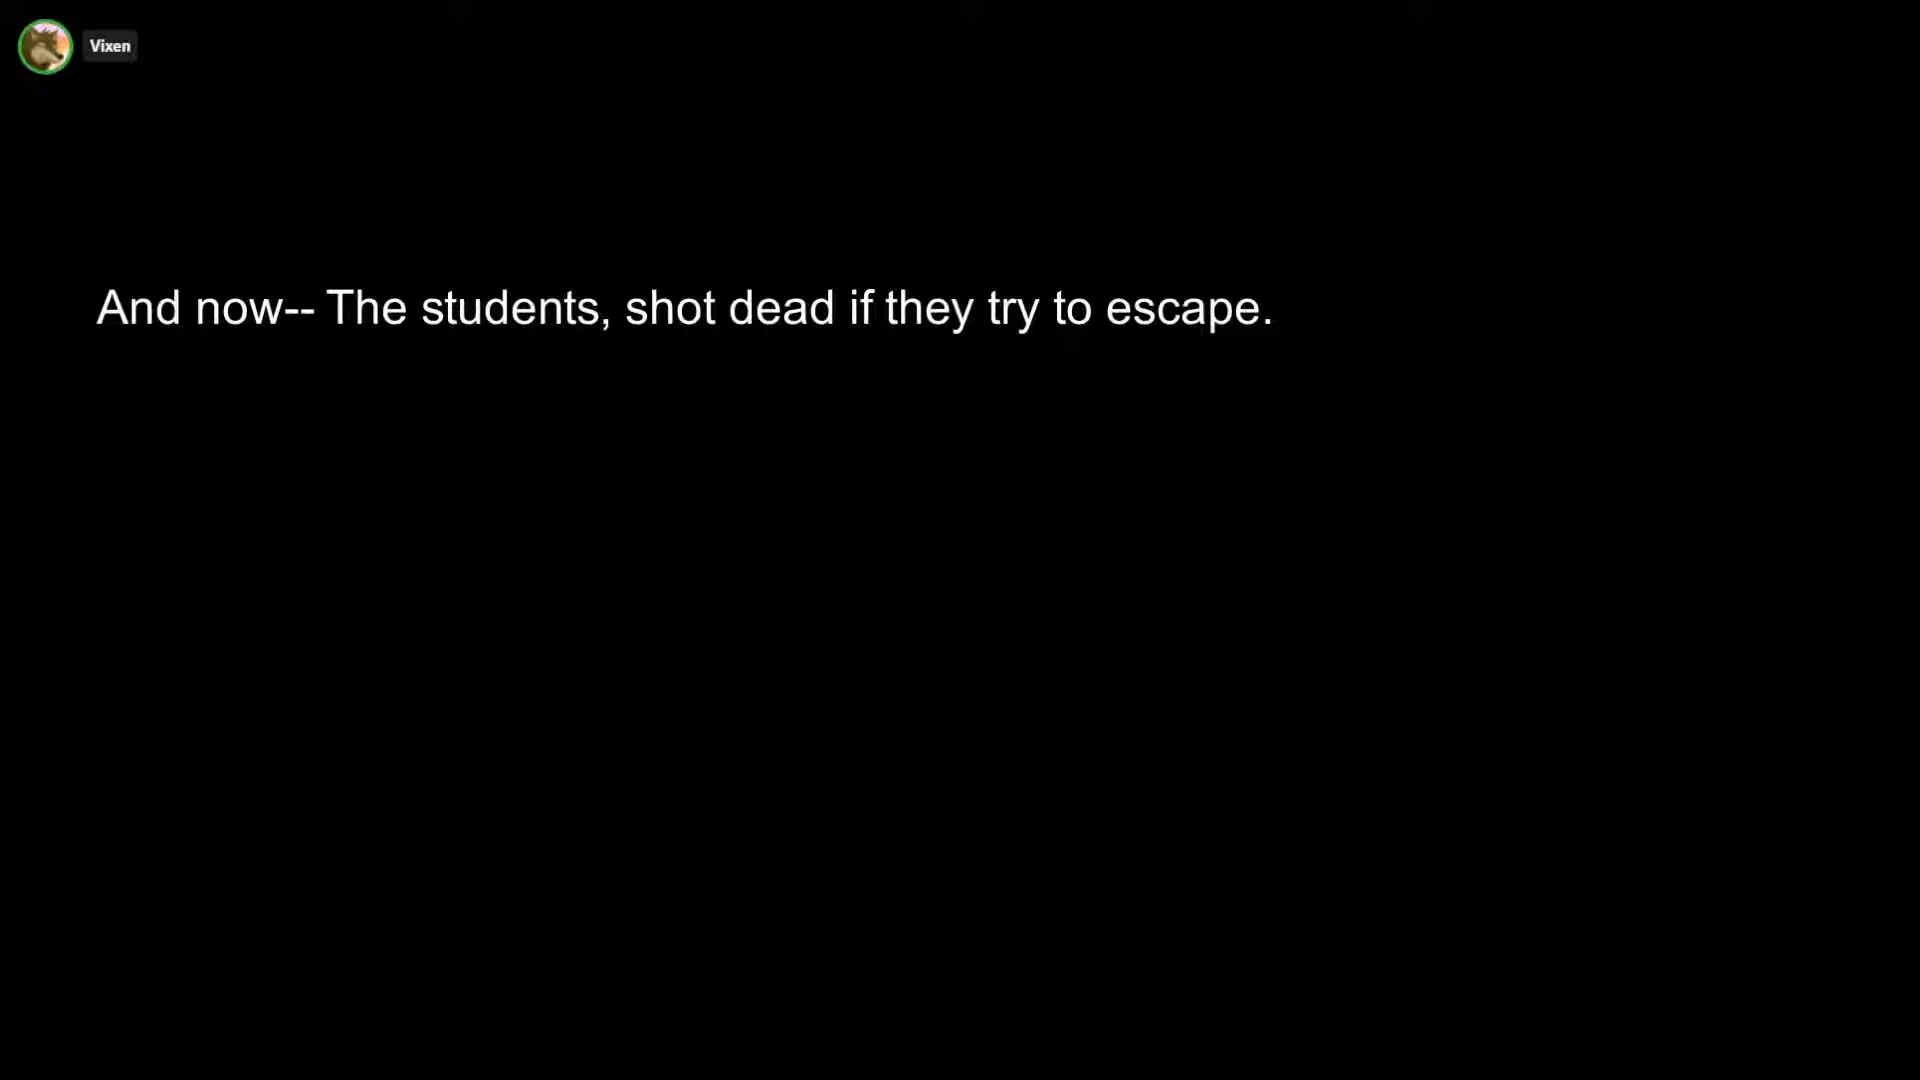 Vixen
And now-- The students, shot dead if they try to escape.